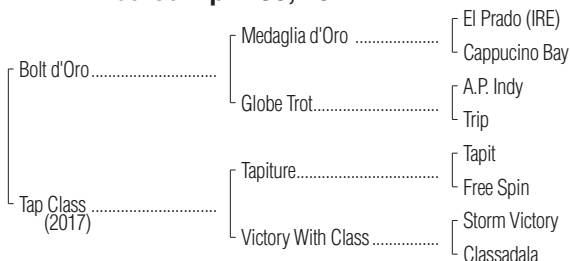 El Prado (IRE)
Medaglia d'Oro ..................
Cappucino Bay
Bolt d'Oro ...........................
A.P. Indy
Globe Trot ...........................
Trip
Tapit
Tapiture ...............................
Free Spin
Tap Class ...........................
(2017)
Storm Victory
Victory With Class ..............
Classadala